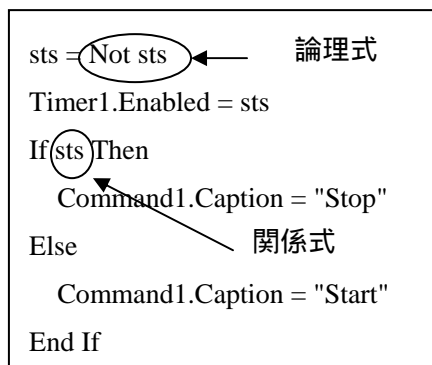 sts = Not sts 論理式
Timer1.Enabled = sts
If sts Then
Command1.Caption = "Stop"
Else 関係式
Command1.Caption = "Start"
End If